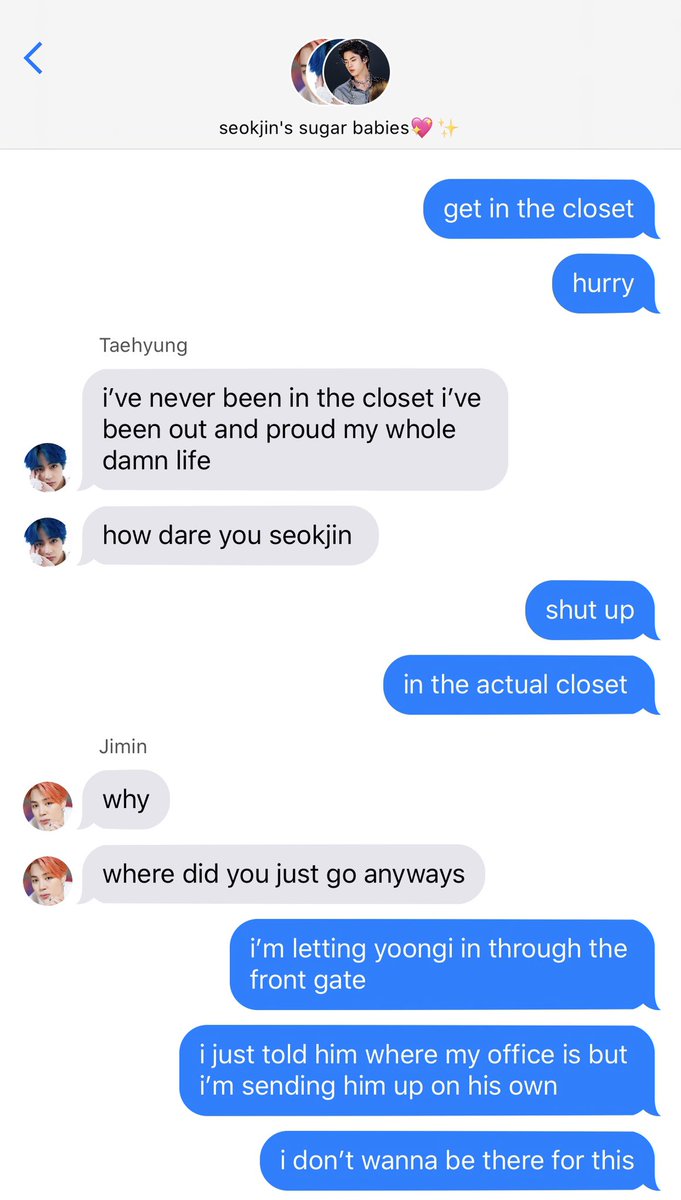 seokjin's sugar babies💖✨
get in the closet
hurry
Taehyung
i’ve never been in the closet i’ve
been out and proud my whole
damn life
how dare you seokjin
shut up
in the actual closet
Jimin
why
where did you just go anyways
i’m letting yoongi in through the
front gate
i just told him where my office is but
i’m sending him up on his own
i don’t wanna be there for this